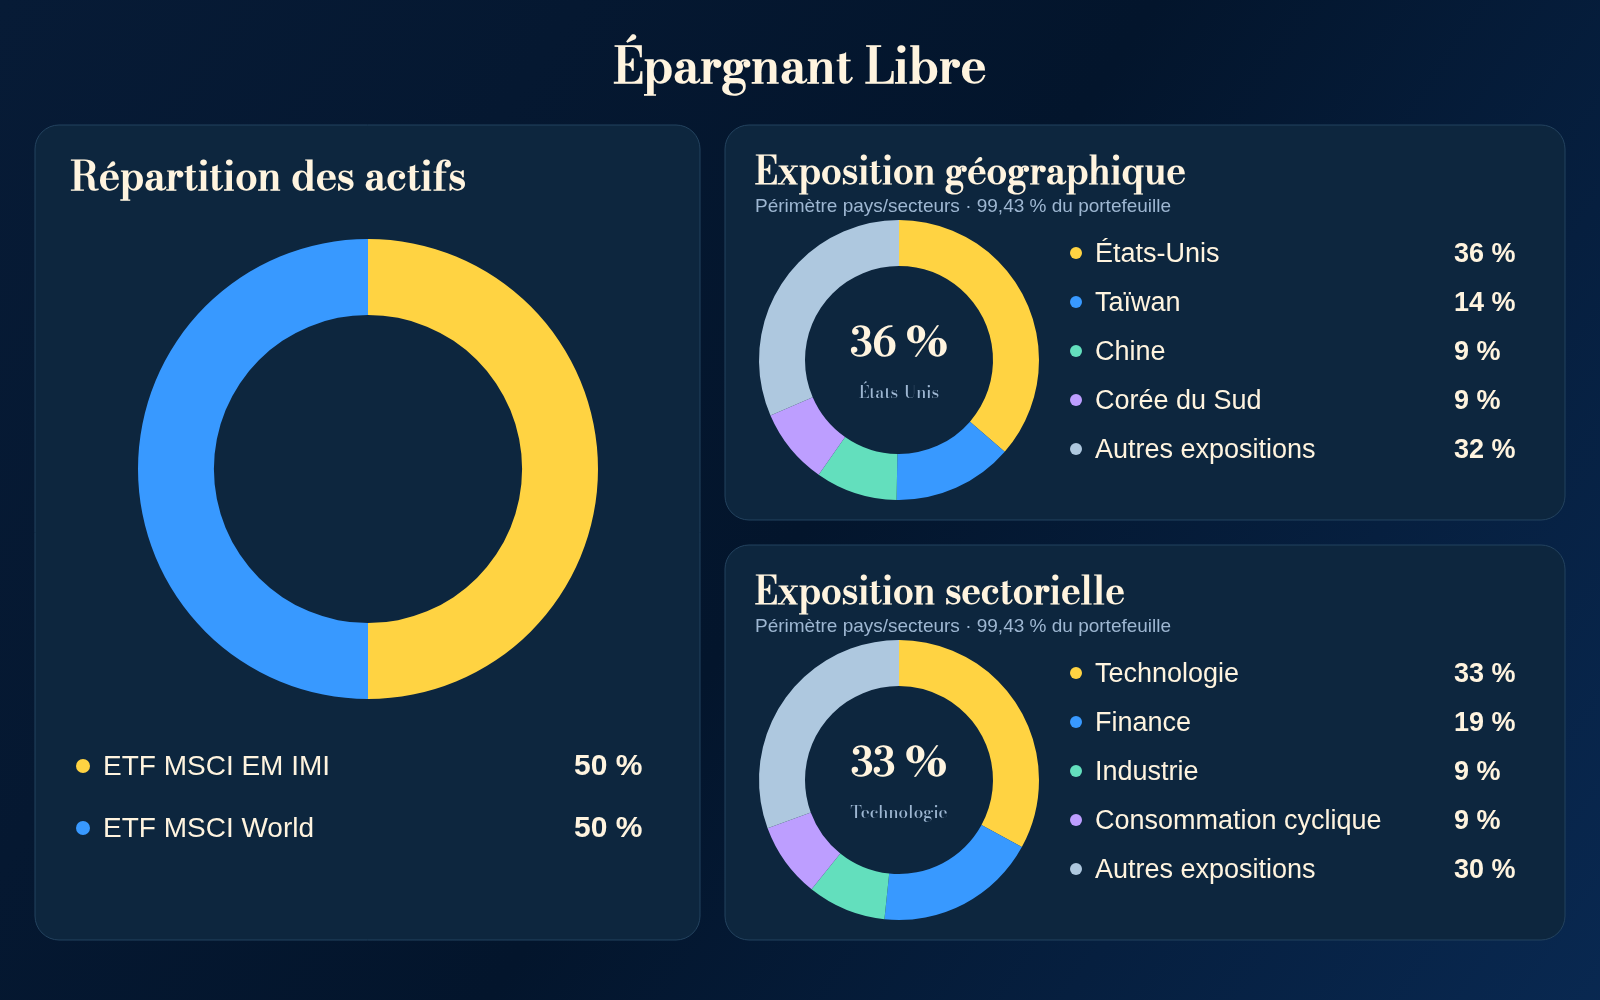 Épargnant Libre
Répartition des actifs
ETF MSCI EM IMI 50 %
ETF MSCI World 50 %
Exposition géographique
Périmètre pays/secteurs · 99,43 % du portefeuille
36 %
États Unis
États-Unis 36 %
Taïwan 14 %
Chine 9 %
Corée du Sud 9 %
Autres expositions 32 %
Exposition sectorielle
Périmètre pays/secteurs · 99,43 % du portefeuille
33 %
Technologie
Technologie 33 %
Finance 19 %
Industrie 9 %
Consommation cyclique 9 %
Autres expositions 30 %